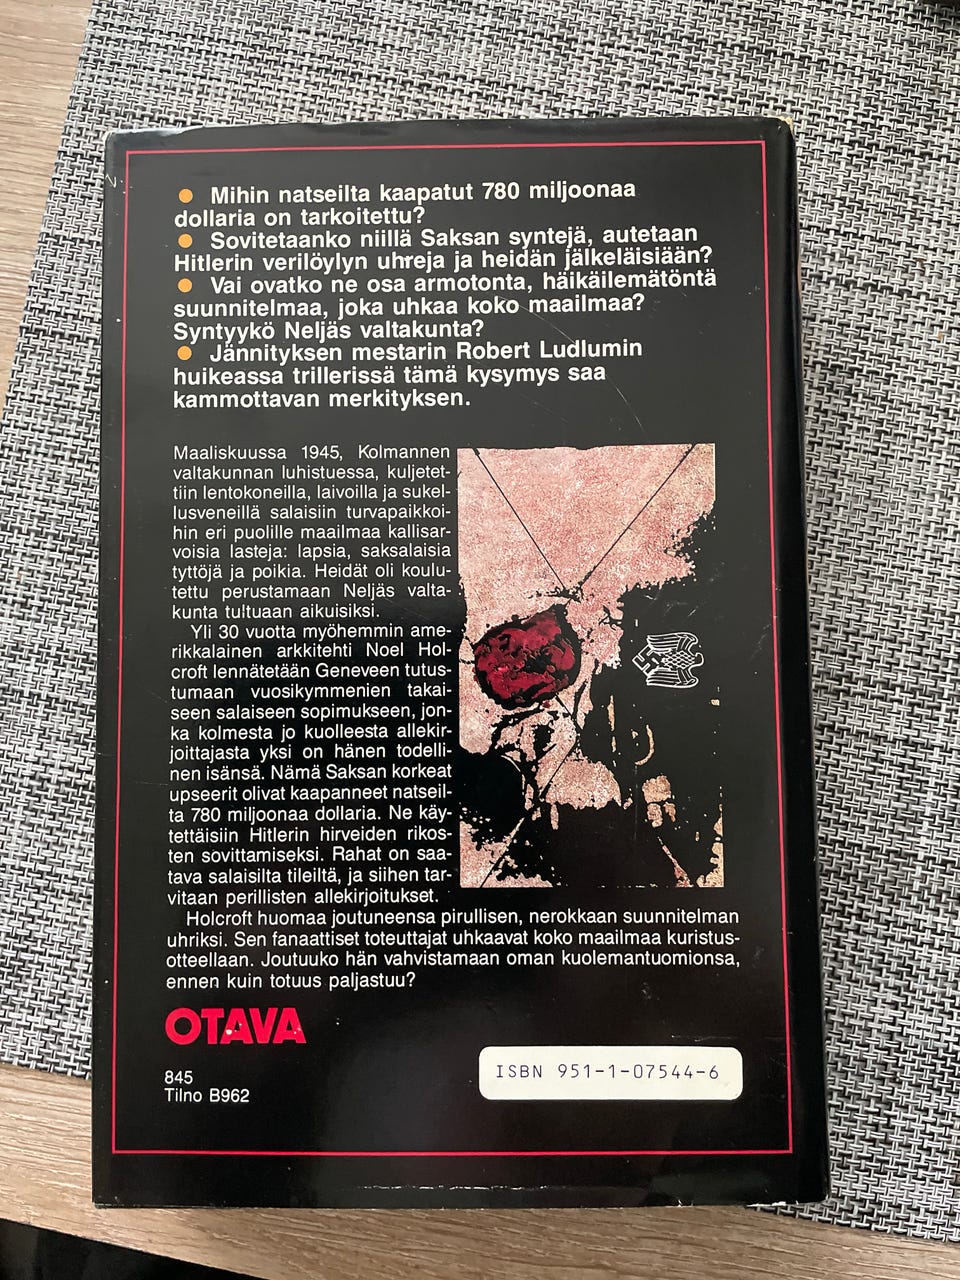 ● Mihin natseilta kaapatut 780 miljoonaa
dollaria on tarkoitettu?
● Sovitetaanko niillä Saksan syntejä, autetaan
Hitlerin verilöylyn uhreja ja heidän jälkeläisiään?
● Vai ovatko ne osa armotonta, häikäilemätöntä
suunnitelmaa, joka uhkaa koko maailmaa?
Syntyykö Neljäs valtakunta?
● Jännityksen mestarin Robert Ludlumin
huikeassa trillerissä tämä kysymys saa
kammottavan merkityksen.
Maaliskuussa 1945, Kolmannen
valtakunnan luhistuessa, kuljetet-
tiin lentokoneilla, laivoilla ja sukel-
lusveneillä salaisiin turvapaikkoi-
hin eri puolille maailmaa kallisar-
voisia lasteja: lapsia, saksalaisia
tyttöjä ja poikia. Heidät oli koulu-
tettu perustamaan Neljäs valta-
kunta tultuaan aikuisiksi.
Yli 30 vuotta myöhemmin ame-
rikkalainen arkkitehti Noel Hol-
croft lennätetään Geneveen tutus-
tumaan vuosikymmenien takai-
seen salaiseen sopimukseen, jon-
ka kolmesta jo kuolleesta allekir-
joittajasta yksi on hänen todelli-
nen isänsä. Nämä Saksan korkeat
upseerit olivat kaapanneet natseil-
ta 780 miljoonaa dollaria. Ne käy-
tettäisiin Hitlerin hirveiden rikos-
ten sovittamiseksi. Rahat on saa-
tava salaisilta tileiltä, ja siihen tar-
vitaan perillisten allekirjoitukset.
Holcroft huomaa joutuneensa pirullisen, nerokkaan suunnitelman
uhriksi. Sen fanaattiset toteuttajat uhkaavat koko maailmaa kuristus-
otteellaan. Joutuuko hän vahvistamaan oman kuolemantuomionsa,
ennen kuin totuus paljastuu?
OTAVA
845
Tilno B962
ISBN 951-1-07544-6